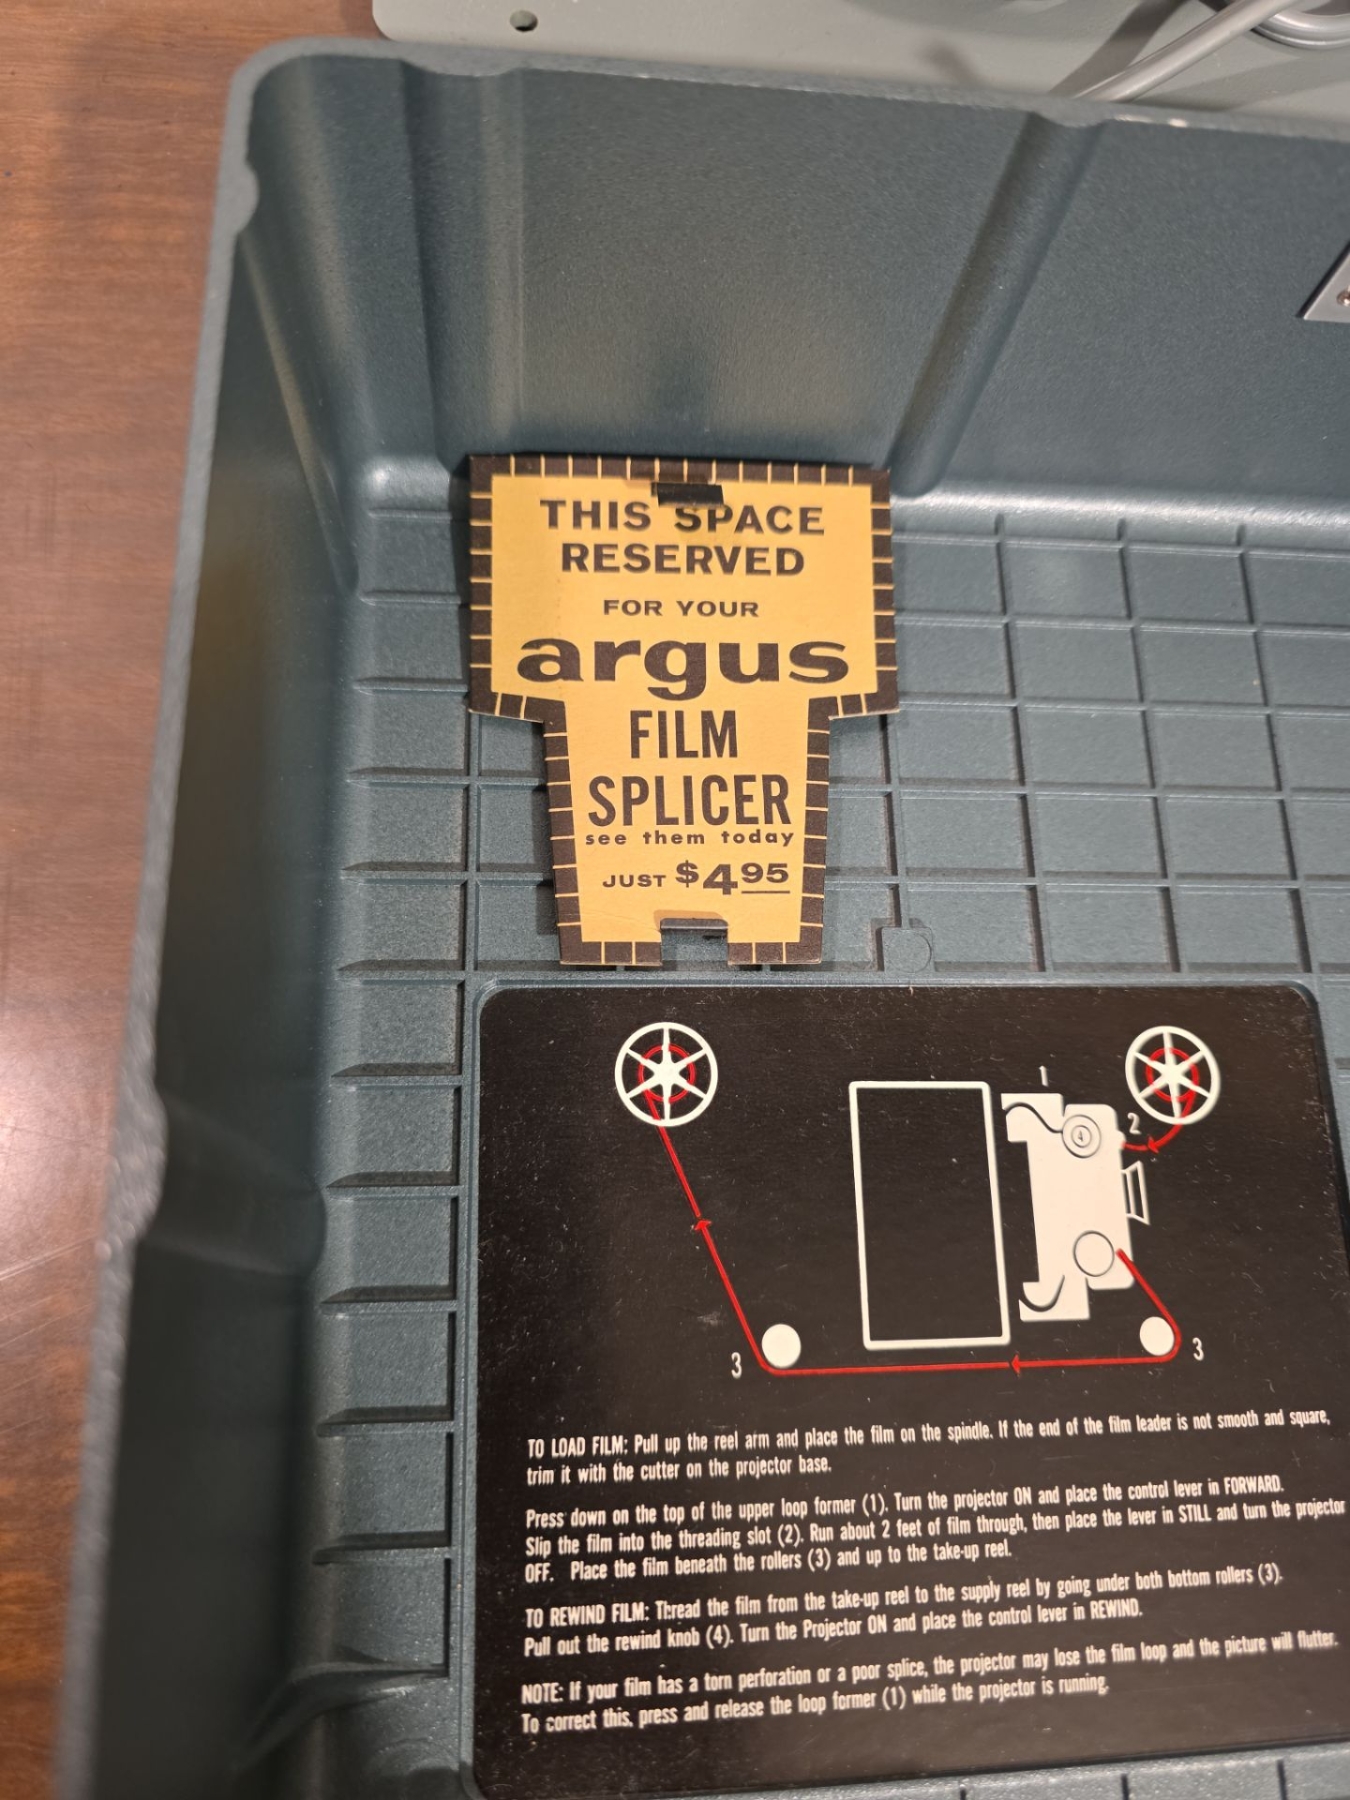 THIS SPACE
RESERVED
FOR YOUR
argus
FILM
SPLICER
see them today
JUST $4.95
1
2
4
3
3
TO LOAD FILM: Pull up the reel arm and place the film on the spindle. If the end of the film leader is not smooth and square,
trim it with the cutter on the projector base.
Press down on the top of the upper loop former (1). Turn the projector ON and place the control lever in FORWARD.
Slip the film into the threading slot (2). Run about 2 feet of film through, then place the lever in STILL and turn the projector
OFF. Place the film beneath the rollers (3) and up to the take-up reel.
TO REWIND FILM: Thread the film from the take-up reel to the supply reel by going under both bottom rollers (3).
Pull out the rewind knob (4). Turn the Projector ON and place the control lever in REWIND.
NOTE: If your film has a torn perforation or a poor splice, the projector may lose the film loop and the picture will flutter.
To correct this, press and release the loop former (1) while the projector is running.